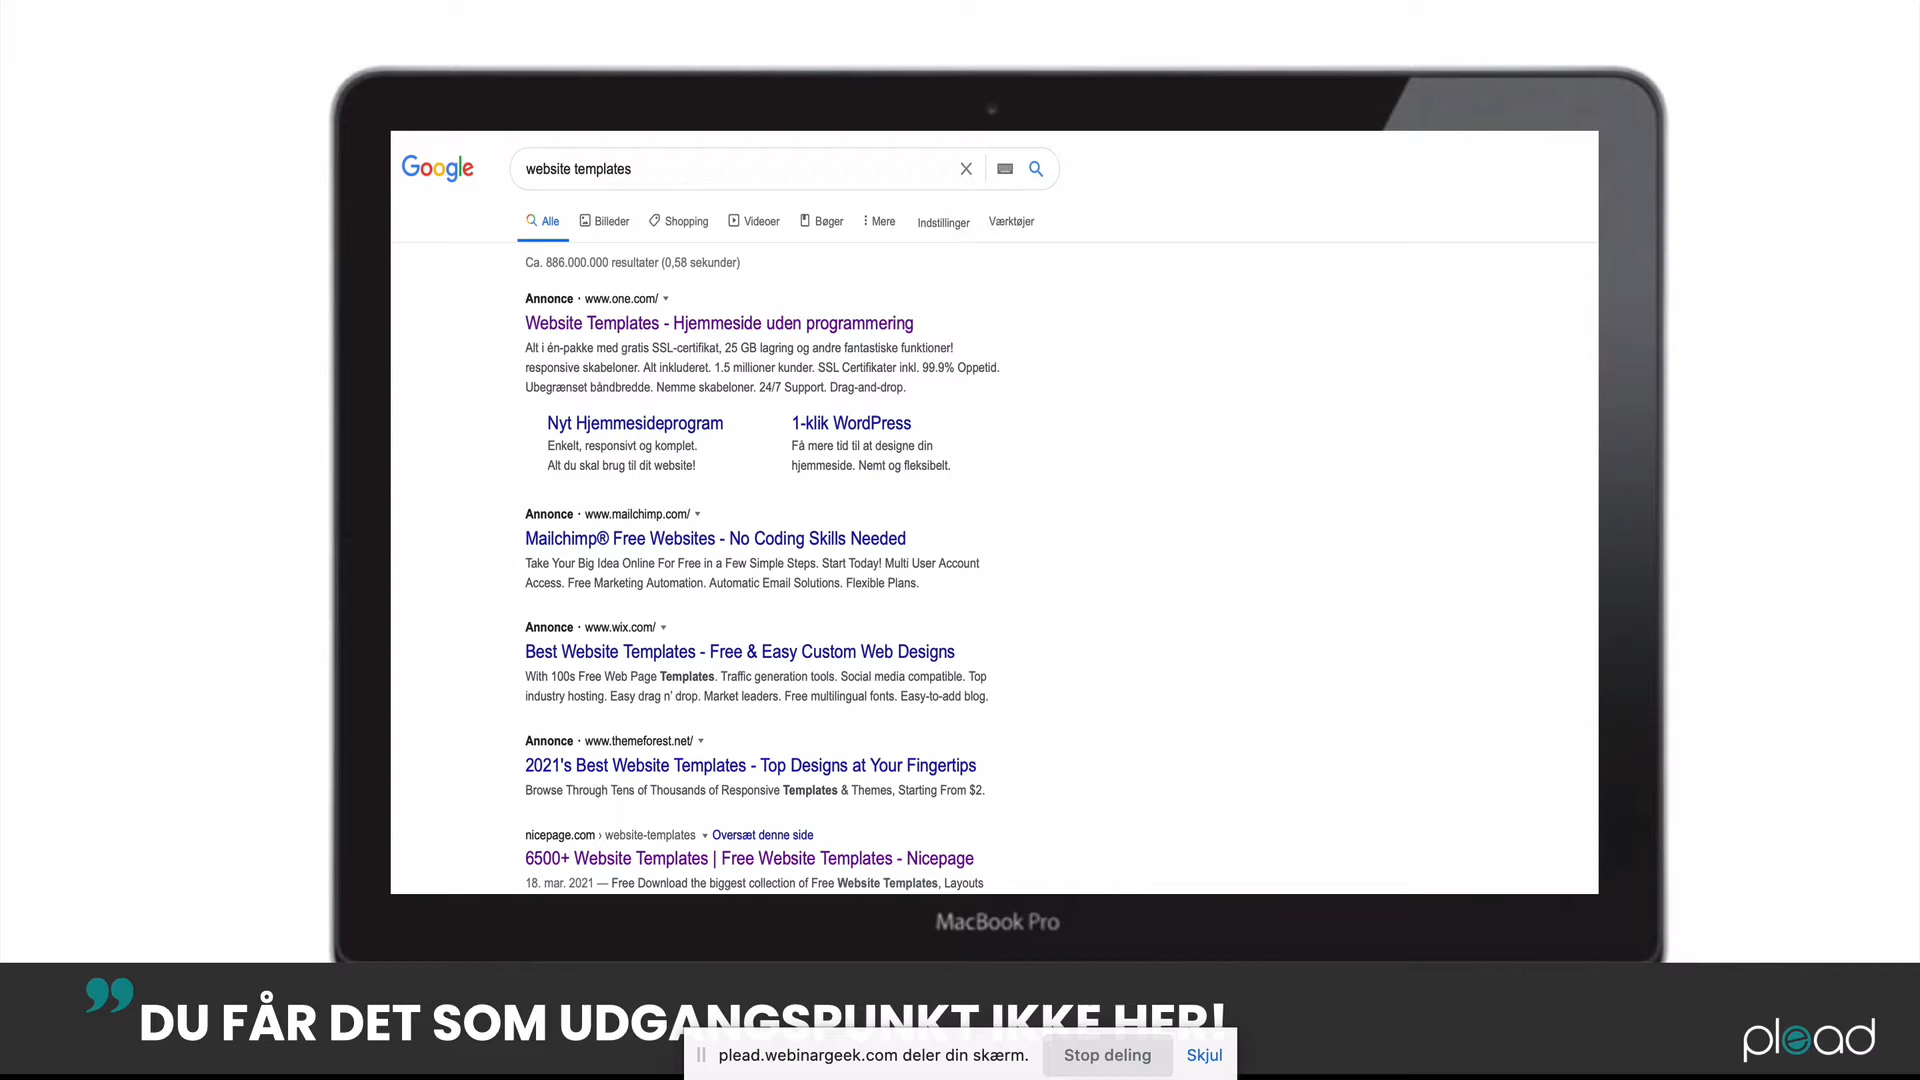 Google
website templates
Alle Billeder Shopping Videoer Bøger Mere Indstillinger Værktøjer
Ca. 886.000.000 resultater (0,58 sekunder)
Annonce · www.one.com/
Website Templates - Hjemmeside uden programmering
Alt i én-pakke med gratis SSL-certifikat, 25 GB lagring og andre fantastiske funktioner!
responsive skabeloner. Alt inkluderet. 1.5 millioner kunder. SSL Certifikater inkl. 99.9% Oppetid.
Ubegrænset båndbredde. Nemme skabeloner. 24/7 Support. Drag-and-drop.
Nyt Hjemmesideprogram
Enkelt, responsivt og komplet.
Alt du skal brug til dit website!
1-klik WordPress
Få mere tid til at designe din
hjemmeside. Nemt og fleksibelt.
Annonce · www.mailchimp.com/
Mailchimp® Free Websites - No Coding Skills Needed
Take Your Big Idea Online For Free in a Few Simple Steps. Start Today! Multi User Account
Access. Free Marketing Automation. Automatic Email Solutions. Flexible Plans.
Annonce · www.wix.com/
Best Website Templates - Free & Easy Custom Web Designs
With 100s Free Web Page Templates. Traffic generation tools. Social media compatible. Top
industry hosting. Easy drag n' drop. Market leaders. Free multilingual fonts. Easy-to-add blog.
Annonce · www.themeforest.net/
2021's Best Website Templates - Top Designs at Your Fingertips
Browse Through Tens of Thousands of Responsive Templates & Themes, Starting From $2.
nicepage.com › website-templates Oversæt denne side
6500+ Website Templates | Free Website Templates - Nicepage
18. mar. 2021 — Free Download the biggest collection of Free Website Templates, Layouts
MacBook Pro
” DU FÅR DET SOM UDGANGSPUNKT IKKE HER!
plead.webinargeek.com deler din skærm. Stop deling Skjul
plead